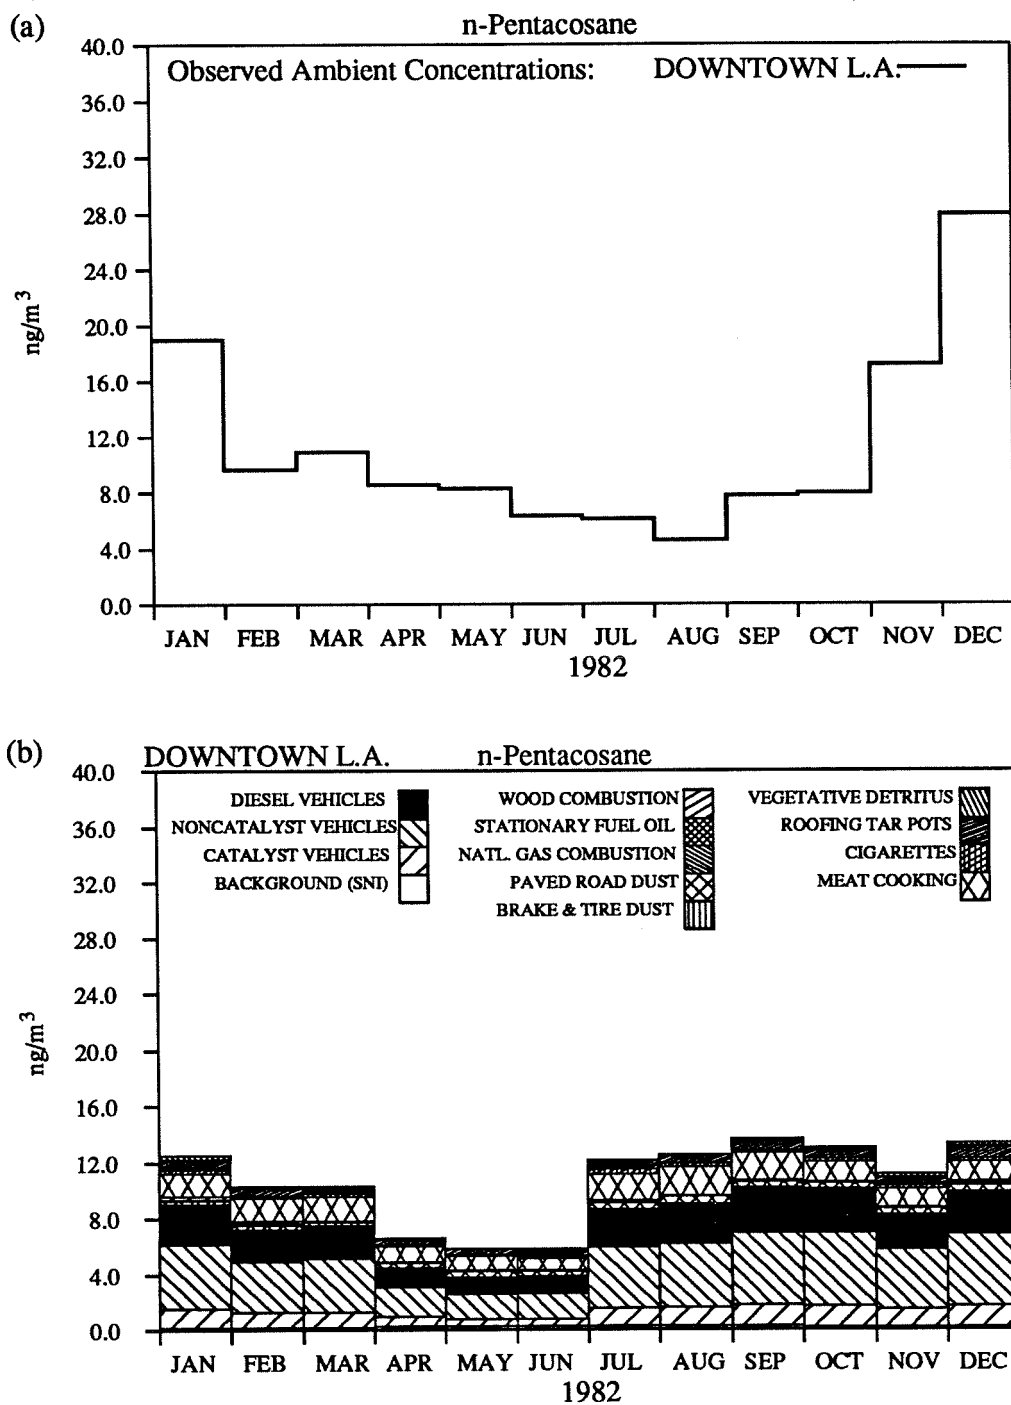 (a)
n-Pentacosane
40.0
Observed Ambient Concentrations: DOWNTOWN L.A.
36.0
32.0
28.0
24.0
20.0
16.0
12.0
8.0
4.0
0.0
ng/m³
JAN FEB MAR APR MAY JUN JUL AUG SEP OCT NOV DEC
1982
(b)
DOWNTOWN L.A. n-Pentacosane
40.0
DIESEL VEHICLES WOOD COMBUSTION VEGETATIVE DETRITUS
NONCATALYST VEHICLES STATIONARY FUEL OIL ROOFING TAR POTS
CATALYST VEHICLES NATL. GAS COMBUSTION CIGARETTES
BACKGROUND (SNI) PAVED ROAD DUST MEAT COOKING
BRAKE & TIRE DUST
36.0
32.0
28.0
24.0
20.0
16.0
12.0
8.0
4.0
0.0
ng/m³
JAN FEB MAR APR MAY JUN JUL AUG SEP OCT NOV DEC
1982